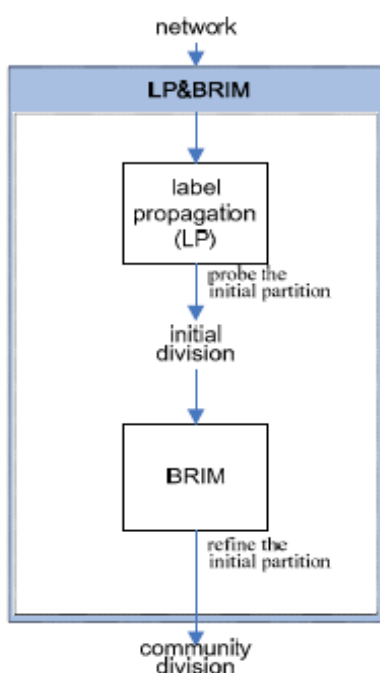 network
LP&BRIM
label
propagation
(LP)
probe the
initial partition
initial
division
BRIM
refine the
initial partition
community
division